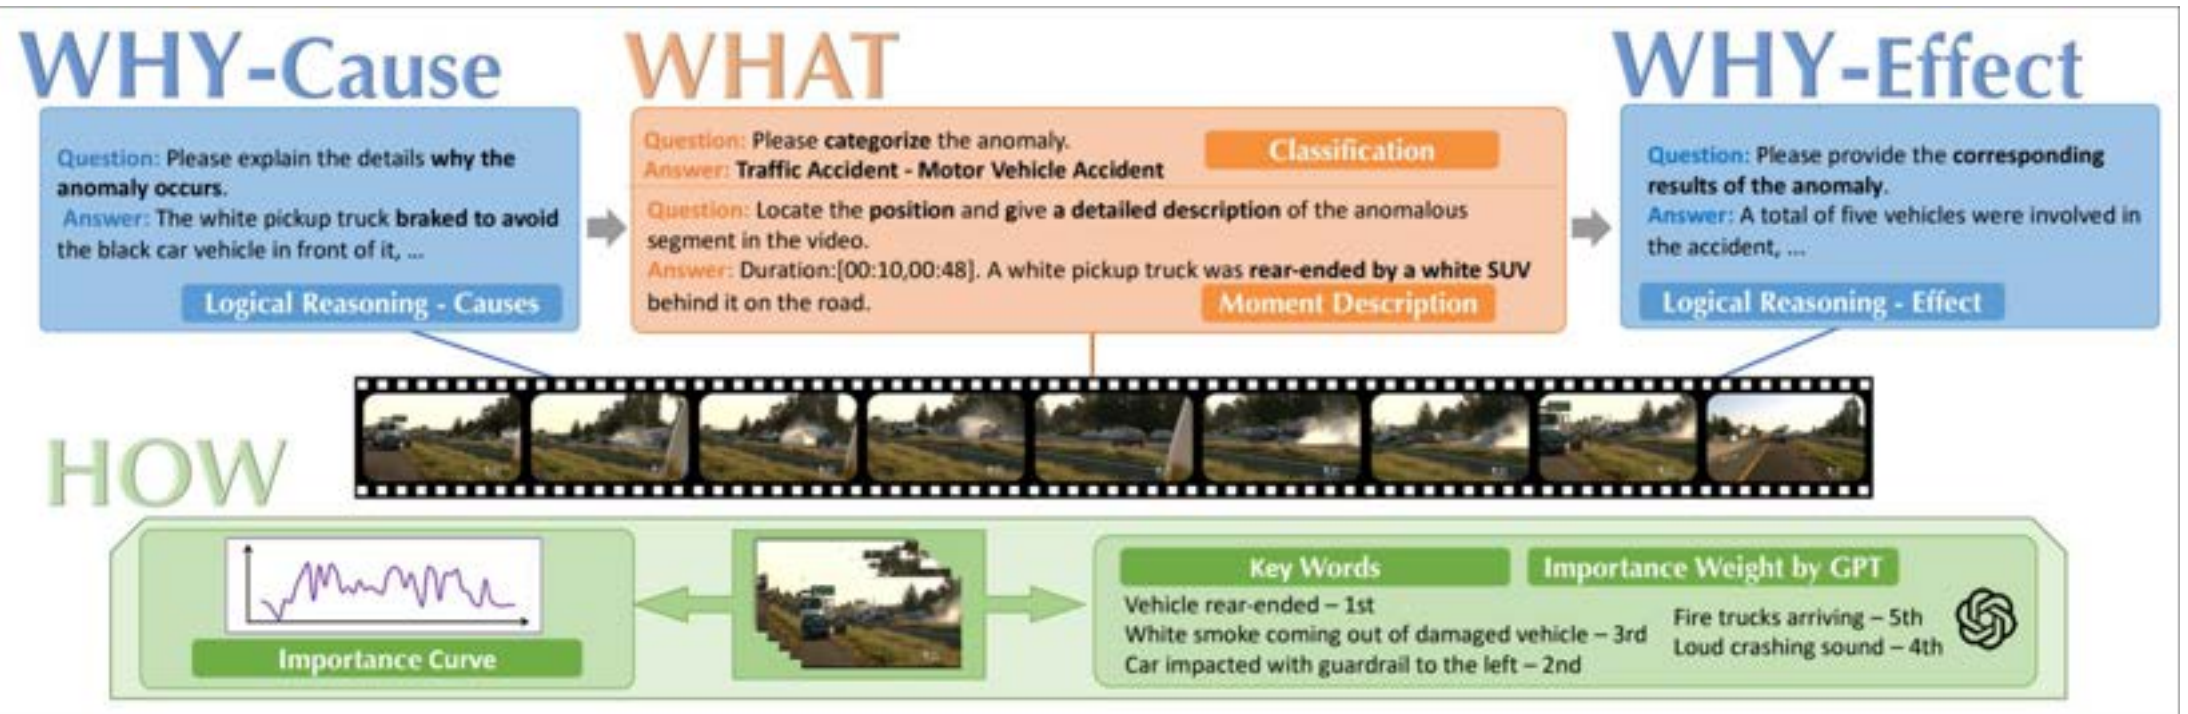 WHY-Cause
Question: Please explain the details why the
anomaly occurs.
Answer: The white pickup truck braked to avoid
the black car vehicle in front of it, ...
Logical Reasoning - Causes
WHAT
Question: Please categorize the anomaly.
Answer: Traffic Accident - Motor Vehicle Accident
Classification
Question: Locate the position and give a detailed description of the anomalous
segment in the video.
Answer: Duration:[00:10,00:48]. A white pickup truck was rear-ended by a white SUV
behind it on the road.
Moment Description
WHY-Effect
Question: Please provide the corresponding
results of the anomaly.
Answer: A total of five vehicles were involved in
the accident, ...
Logical Reasoning - Effect
HOW
Importance Curve
Key Words
Importance Weight by GPT
Vehicle rear-ended – 1st
White smoke coming out of damaged vehicle – 3rd
Car impacted with guardrail to the left – 2nd
Fire trucks arriving – 5th
Loud crashing sound – 4th